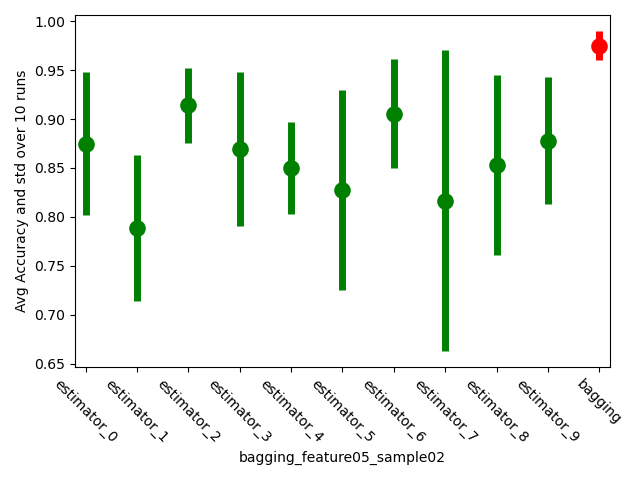 1.00
0.95
0.90
0.85
0.80
0.75
0.70
0.65
Avg Accuracy and std over 10 runs
estimator_0
estimator_1
estimator_2
estimator_3
estimator_4
estimator_5
estimator_6
estimator_7
estimator_8
estimator_9
bagging
bagging_feature05_sample02